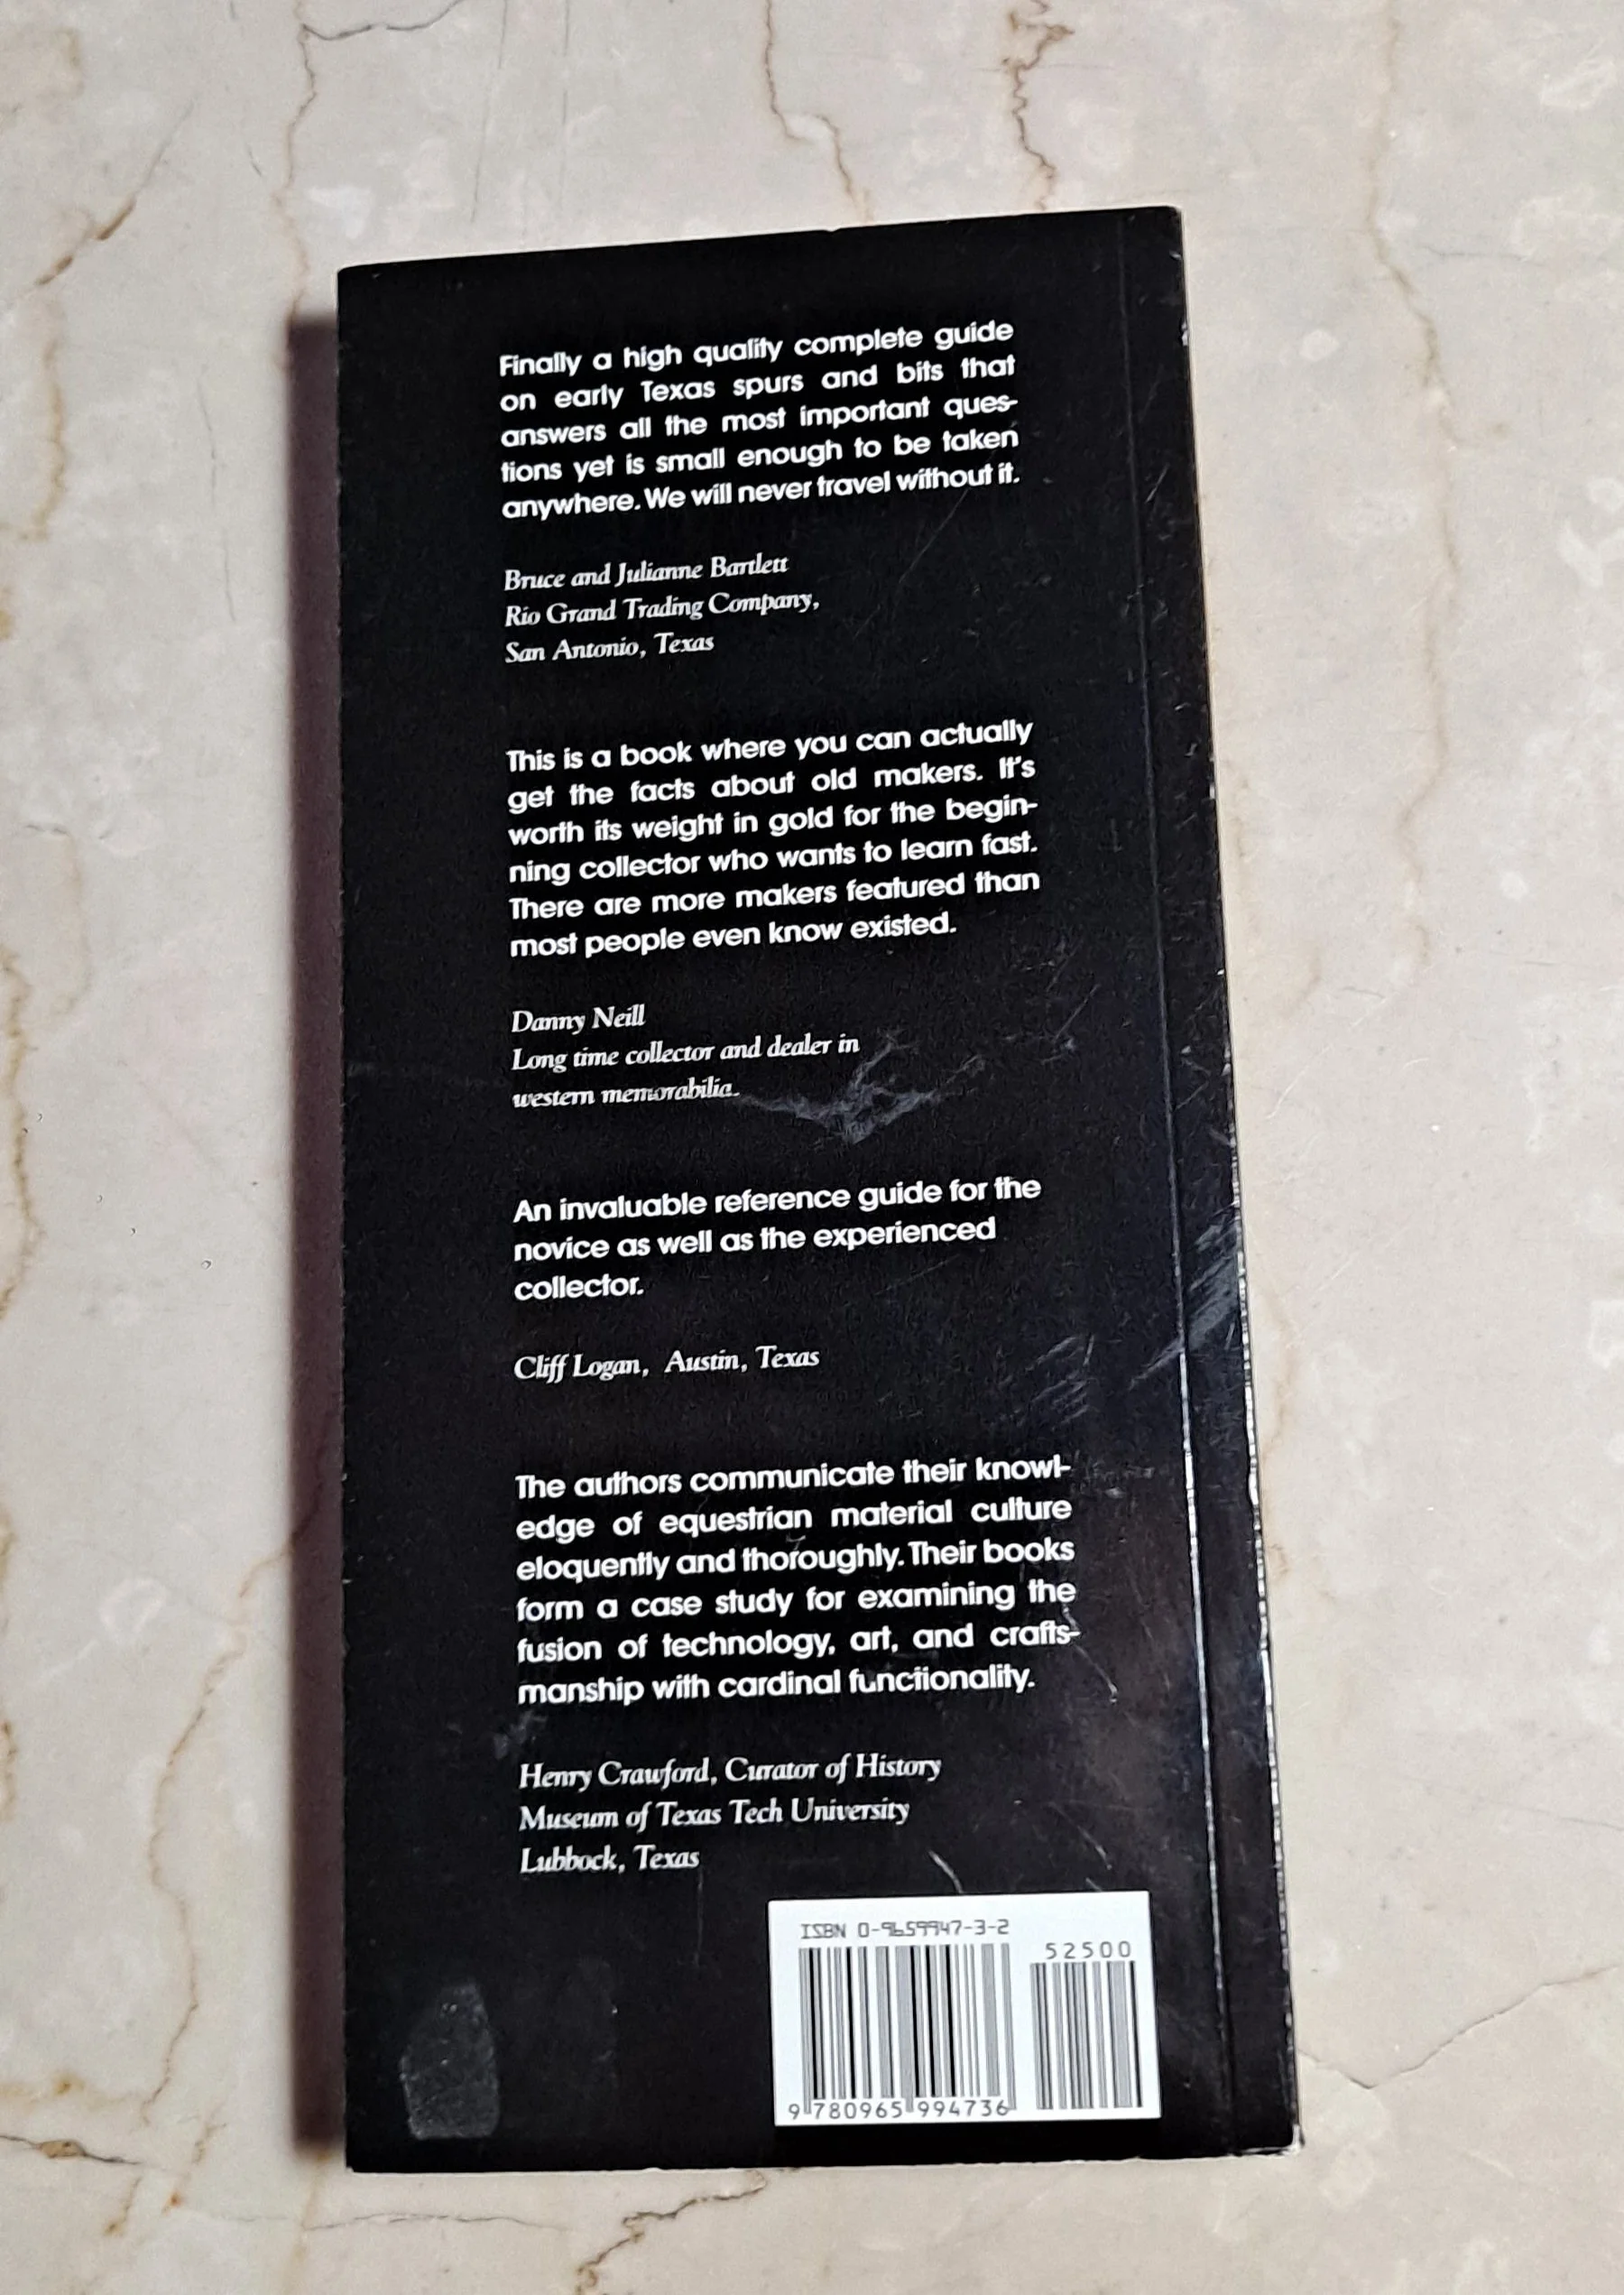 Finally a high quality complete guide
on early Texas spurs and bits that
answers all the most important ques-
tions yet is small enough to be taken
anywhere. We will never travel without it.
Bruce and Julianne Bartlett
Rio Grand Trading Company,
San Antonio, Texas
This is a book where you can actually
get the facts about old makers. It's
worth its weight in gold for the begin-
ning collector who wants to learn fast.
There are more makers featured than
most people even know existed.
Danny Neill
Long time collector and dealer in
western memorabilia.
An invaluable reference guide for the
novice as well as the experienced
collector.
Cliff Logan, Austin, Texas
The authors communicate their knowl-
edge of equestrian material culture
eloquently and thoroughly. Their books
form a case study for examining the
fusion of technology, art, and crafts-
manship with cardinal functionality.
Henry Crawford, Curator of History
Museum of Texas Tech University
Lubbock, Texas
ISBN 0-9659947-3-2
52500
9 780965 994736